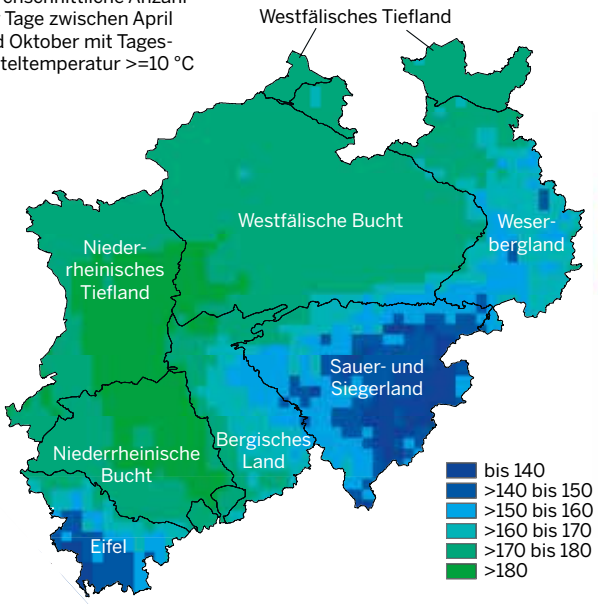 Tage zwischen April
Oktober mit Tages-
teltemperatur >=10 °C
Westfälisches Tiefland
Westfälische Bucht
Weser-
bergland
Nieder-
rheinisches
Tiefland
Sauer- und
Siegerland
Bergisches
Land
Niederrheinische
Bucht
Eifel
bis 140
>140 bis 150
>150 bis 160
>160 bis 170
>170 bis 180
>180